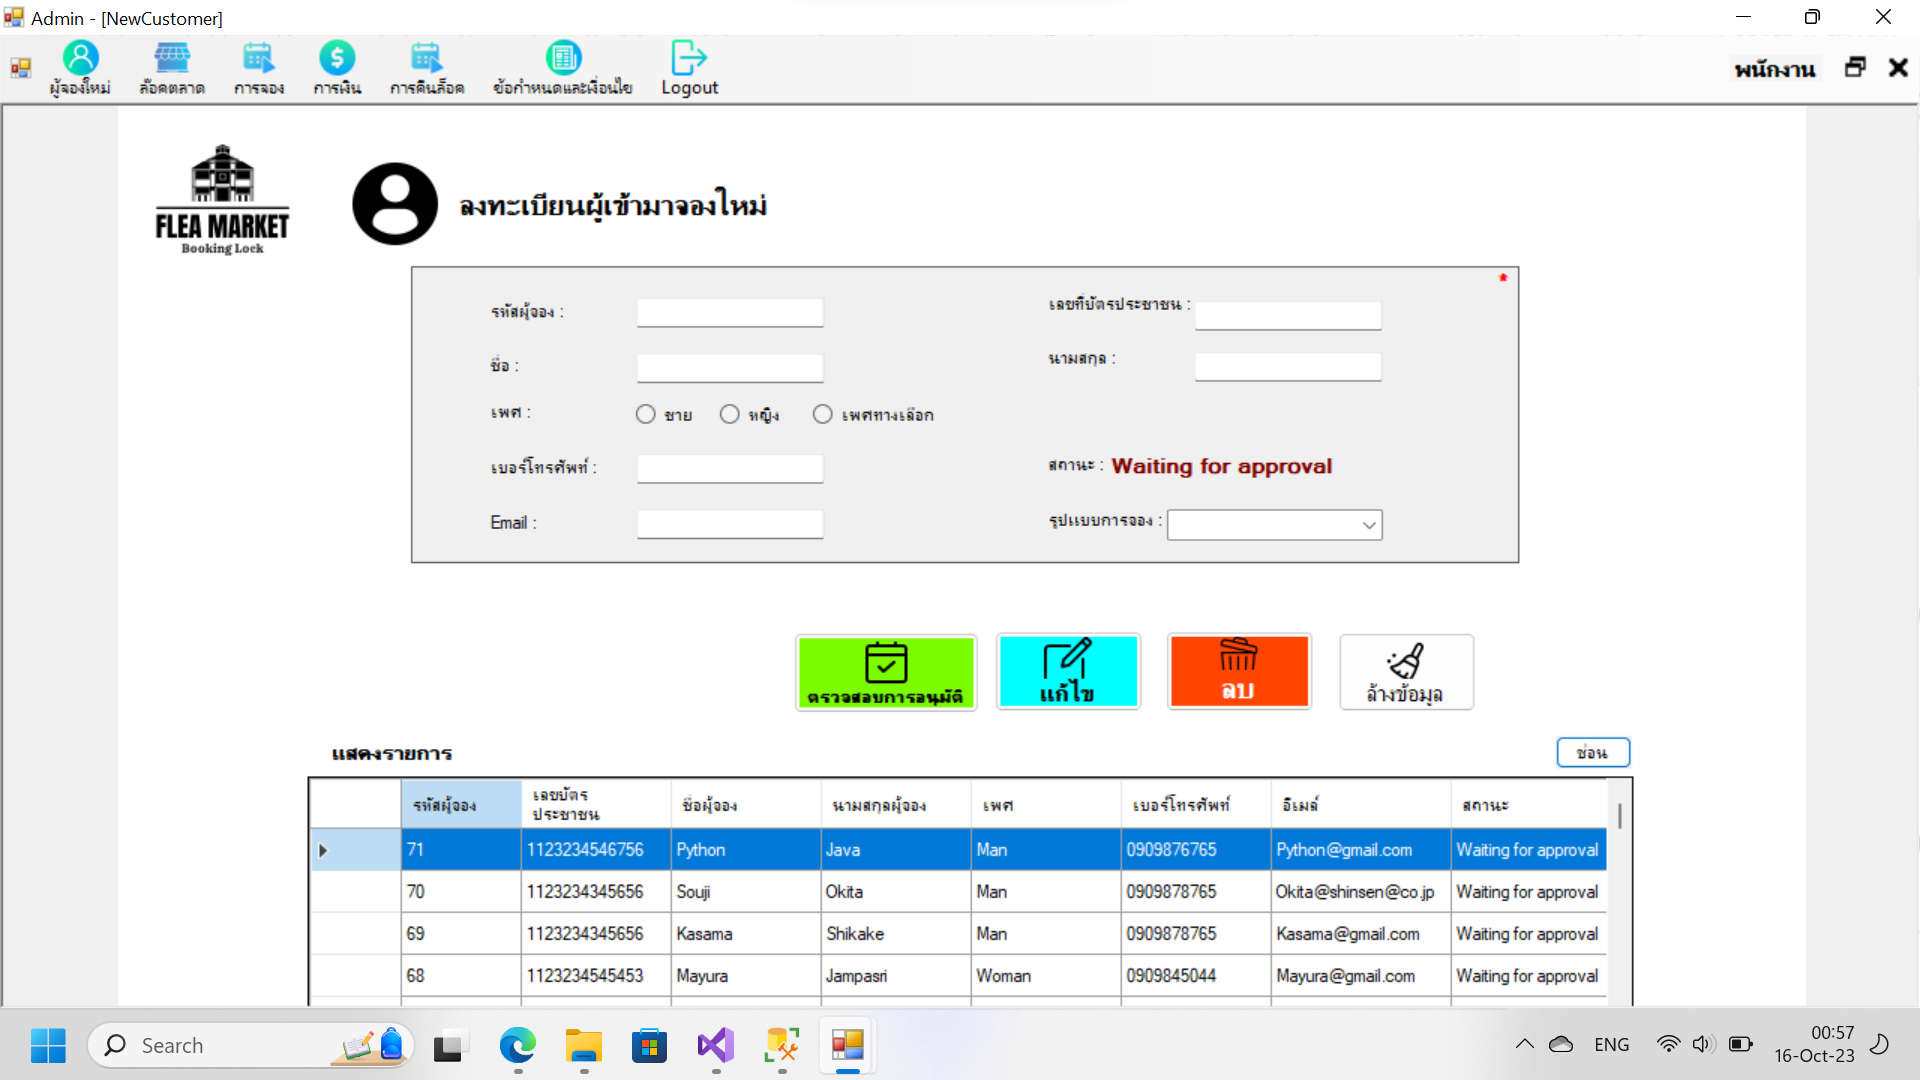 Admin - [NewCustomer]
ผู้จองใหม่ ล๊อคตลาด การจอง การเงิน การคืนล็อค ข้อกำหนดและเงื่อนไข Logout พนักงาน
FLEA MARKET
Booking Lock
ลงทะเบียนผู้เข้ามาจองใหม่
*
รหัสผู้จอง : เลขที่บัตรประชาชน :
ชื่อ : นามสกุล :
เพศ : ชาย หญิง เพศทางเลือก
เบอร์โทรศัพท์ : สถานะ : Waiting for approval
Email : รูปแบบการจอง :
ตรวจสอบการอนุมัติ แก้ไข ลบ ล้างข้อมูล
แสดงรายการ ซ่อน
รหัสผู้จอง เลขบัตรประชาชน ชื่อผู้จอง นามสกุลผู้จอง เพศ เบอร์โทรศัพท์ อีเมล์ สถานะ
71 1123234546756 Python Java Man 0909876765 Python@gmail.com Waiting for approval
70 1123234345656 Souji Okita Man 0909878765 Okita@shinsen@co.jp Waiting for approval
69 1123234345656 Kasama Shikake Man 0909878765 Kasama@gmail.com Waiting for approval
68 1123234545453 Mayura Jampasri Woman 0909845044 Mayura@gmail.com Waiting for approval
Search ENG 00:57
16-Oct-23